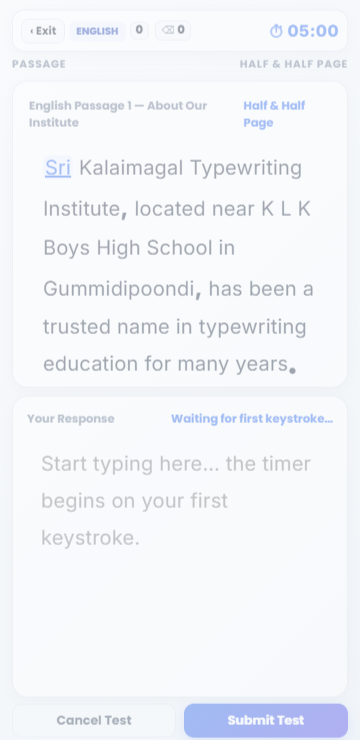 ‹ Exit ENGLISH 0 ⌫ 0 ⏱ 05:00
PASSAGE HALF & HALF PAGE
English Passage 1 — About Our Institute Half & Half Page
Sri Kalaimagal Typewriting
Institute, located near K L K
Boys High School in
Gummidipoondi, has been a
trusted name in typewriting
education for many years.
Your Response Waiting for first keystroke...
Start typing here... the timer
begins on your first
keystroke.
Cancel Test Submit Test